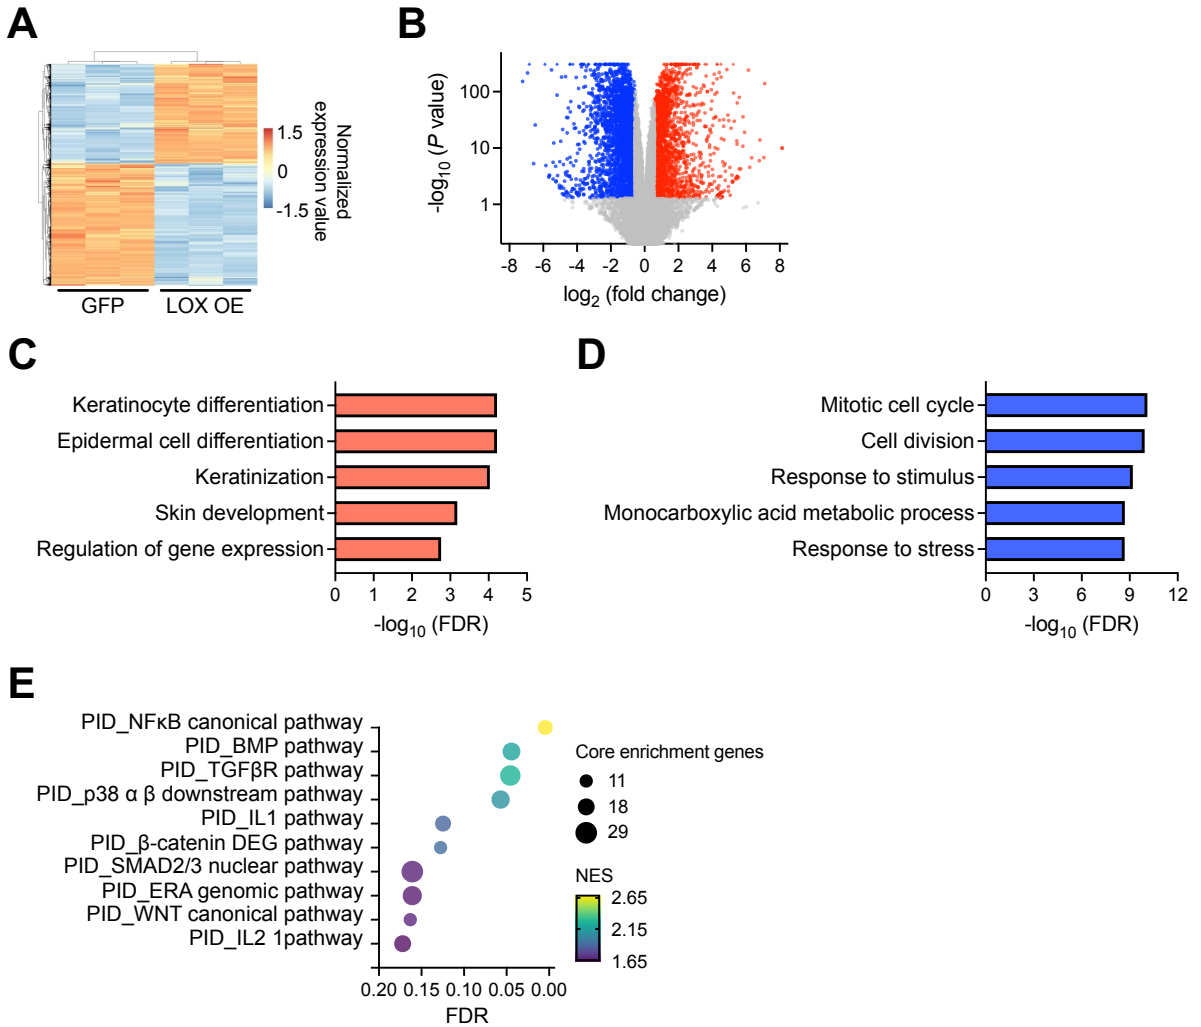 A
Normalized
expression value
1.5
0
-1.5
GFP
LOX OE
B
-log10 (P value)
100
10
1
-8 -6 -4 -2 0 2 4 6 8
log2 (fold change)
C
Keratinocyte differentiation
Epidermal cell differentiation
Keratinization
Skin development
Regulation of gene expression
0 1 2 3 4 5
-log10 (FDR)
D
Mitotic cell cycle
Cell division
Response to stimulus
Monocarboxylic acid metabolic process
Response to stress
0 3 6 9 12
-log10 (FDR)
E
PID_NFκB canonical pathway
PID_BMP pathway
PID_TGFβR pathway
PID_p38 α β downstream pathway
PID_IL1 pathway
PID_β-catenin DEG pathway
PID_SMAD2/3 nuclear pathway
PID_ERA genomic pathway
PID_WNT canonical pathway
PID_IL2 1pathway
0.20 0.15 0.10 0.05 0.00
FDR
Core enrichment genes
11
18
29
NES
2.65
2.15
1.65